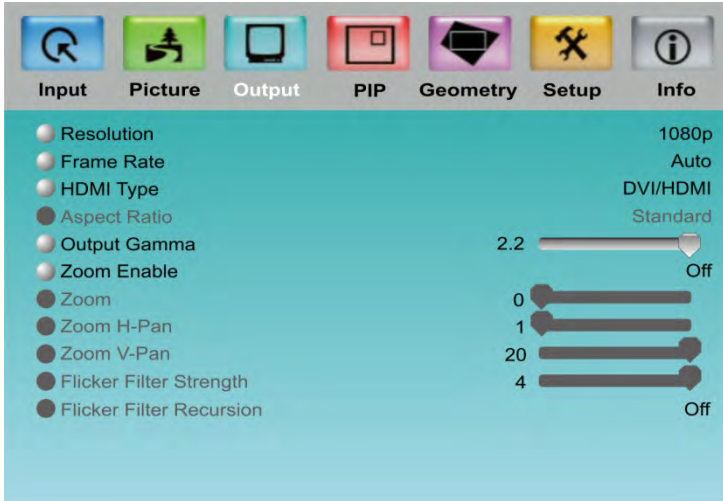 Input Picture Output PIP Geometry Setup Info
Resolution 1080p
Frame Rate Auto
HDMI Type DVI/HDMI
Aspect Ratio Standard
Output Gamma 2.2
Zoom Enable Off
Zoom 0
Zoom H-Pan 1
Zoom V-Pan 20
Flicker Filter Strength 4
Flicker Filter Recursion Off